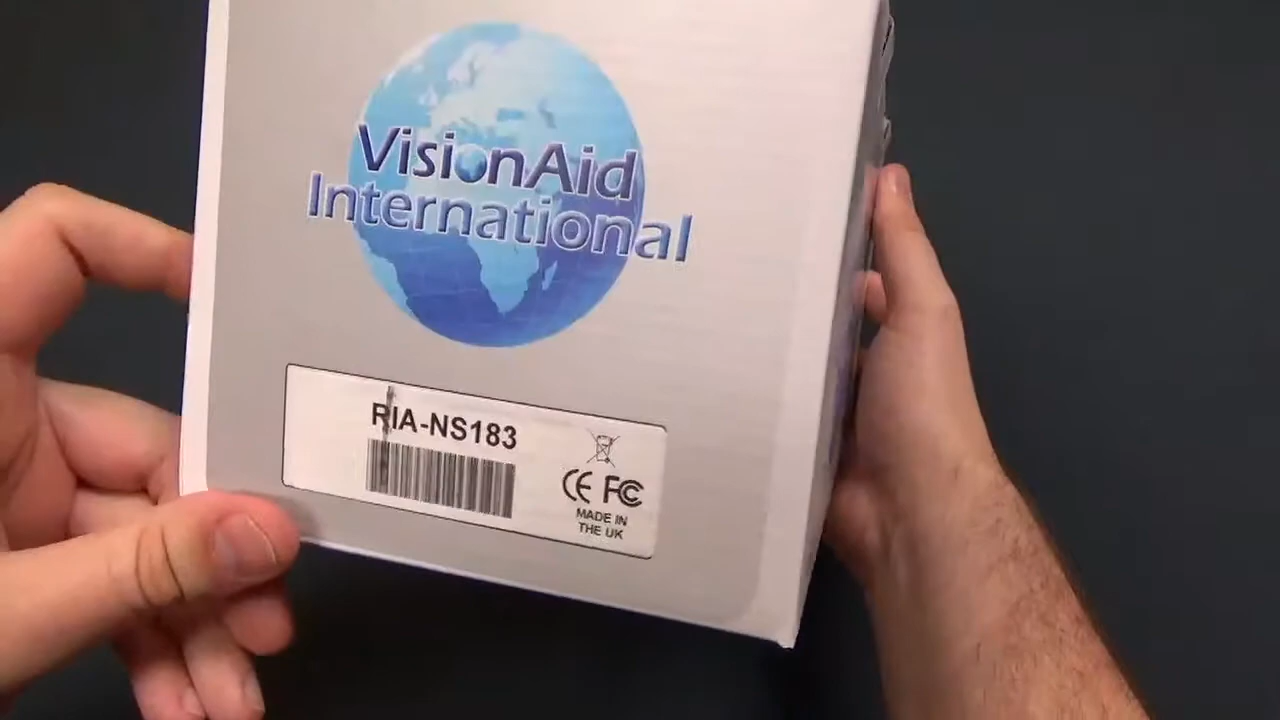 VisionAid
International
RIA-NS183
CE FC
MADE IN
THE UK